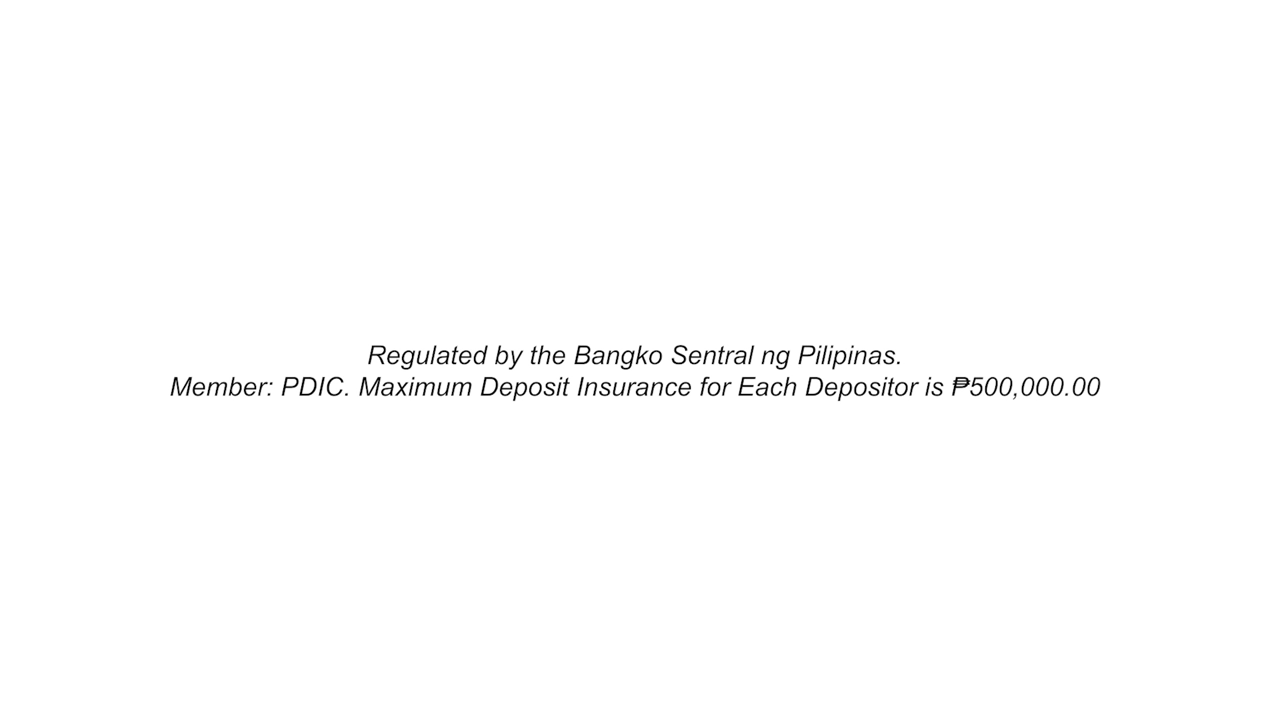 Regulated by the Bangko Sentral ng Pilipinas.
Member: PDIC. Maximum Deposit Insurance for Each Depositor is ₱500,000.00